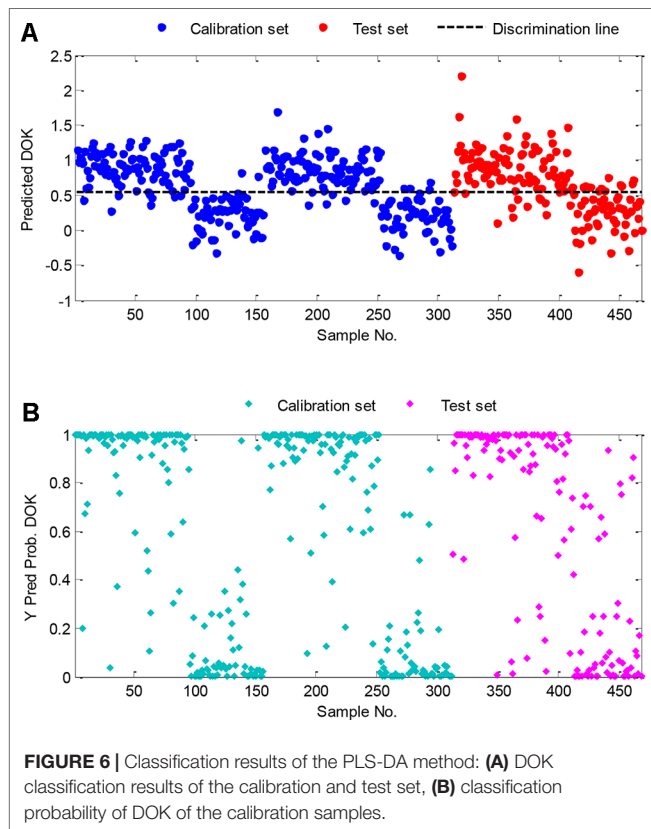 A
Calibration set Test set Discrimination line
2.5
2
1.5
1
0.5
0
-0.5
-1
Predicted DOK
50 100 150 200 250 300 350 400 450
Sample No.
B
Calibration set Test set
1
0.8
0.6
0.4
0.2
0
Y Pred Prob. DOK
50 100 150 200 250 300 350 400 450
Sample No.
FIGURE 6 | Classification results of the PLS-DA method: (A) DOK
classification results of the calibration and test set, (B) classification
probability of DOK of the calibration samples.